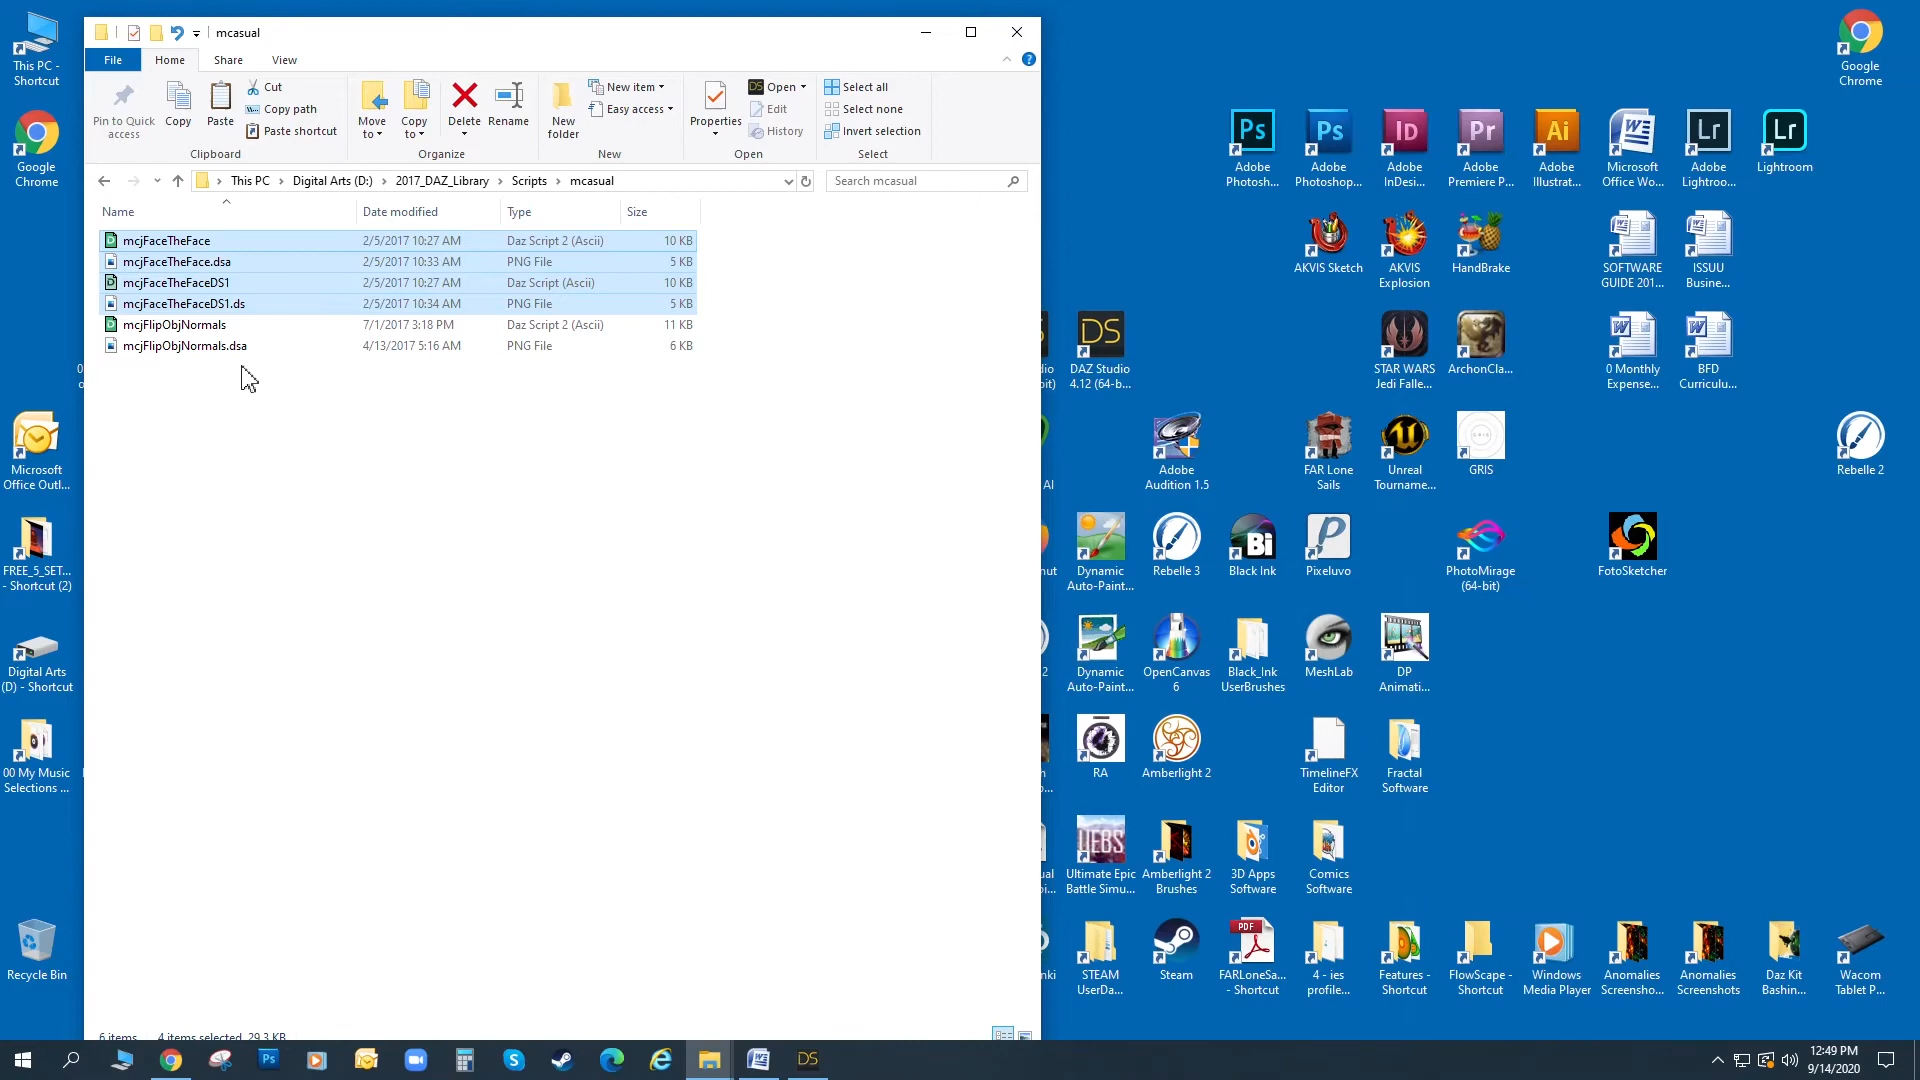 mcasual
File Home Share View
Pin to Quick access
Copy
Paste
Cut
Copy path
Paste shortcut
Clipboard
Move to
Copy to
Delete
Rename
Organize
New folder
New item
Easy access
New
Properties
Open
Edit
History
Open
Select all
Select none
Invert selection
Select
This PC > Digital Arts (D:) > 2017_DAZ_Library > Scripts > mcasual
Search mcasual
Name Date modified Type Size
mcjFaceTheFace 2/5/2017 10:27 AM Daz Script 2 (Ascii) 10 KB
mcjFaceTheFace.dsa 2/5/2017 10:33 AM PNG File 5 KB
mcjFaceTheFaceDS1 2/5/2017 10:27 AM Daz Script (Ascii) 10 KB
mcjFaceTheFaceDS1.ds 2/5/2017 10:34 AM PNG File 5 KB
mcjFlipObjNormals 7/1/2017 3:18 PM Daz Script 2 (Ascii) 11 KB
mcjFlipObjNormals.dsa 4/13/2017 5:16 AM PNG File 6 KB
6 items 4 items selected 29.3 KB
This PC -
Shortcut
Google
Chrome
Microsoft
Office Outl...
FREE_5_SET...
- Shortcut (2)
Digital Arts
(D) - Shortcut
00 My Music
Selections ...
Recycle Bin
Google
Chrome
Adobe
Photosh...
Adobe
Photoshop...
Adobe
InDesi...
Adobe
Premiere P...
Adobe
Illustrat...
Microsoft
Office Wo...
Adobe
Lightroo...
Lightroom
AKVIS Sketch
AKVIS
Explosion
HandBrake
SOFTWARE
GUIDE 201...
ISSUU
Busine...
DAZ Studio
4.12 (64-b...
STAR WARS
Jedi Falle...
ArchonCla...
0 Monthly
Expense...
BFD
Curriculu...
Adobe
Audition 1.5
FAR Lone
Sails
Unreal
Tourname...
GRIS
Rebelle 2
Dynamic
Auto-Paint...
Rebelle 3
Black Ink
Pixeluvo
PhotoMirage
(64-bit)
FotoSketcher
Dynamic
Auto-Paint...
OpenCanvas
6
Black_Ink
UserBrushes
MeshLab
DP
Animati...
RA
Amberlight 2
TimelineFX
Editor
Fractal
Software
Ultimate Epic
Battle Simu...
Amberlight 2
Brushes
3D Apps
Software
Comics
Software
STEAM
UserDa...
Steam
FARLoneSa...
- Shortcut
4 - ies
profile...
Features -
Shortcut
FlowScape -
Shortcut
Windows
Media Player
Anomalies
Screensho...
Anomalies
Screenshots
Daz Kit
Bashin...
Wacom
Tablet P...
12:49 PM
9/14/2020